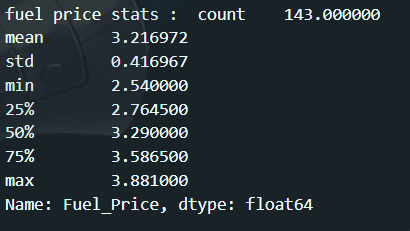 fuel price stats :  count    143.000000
mean       3.216972
std        0.416967
min        2.540000
25%        2.764500
50%        3.290000
75%        3.586500
max        3.881000
Name: Fuel_Price, dtype: float64